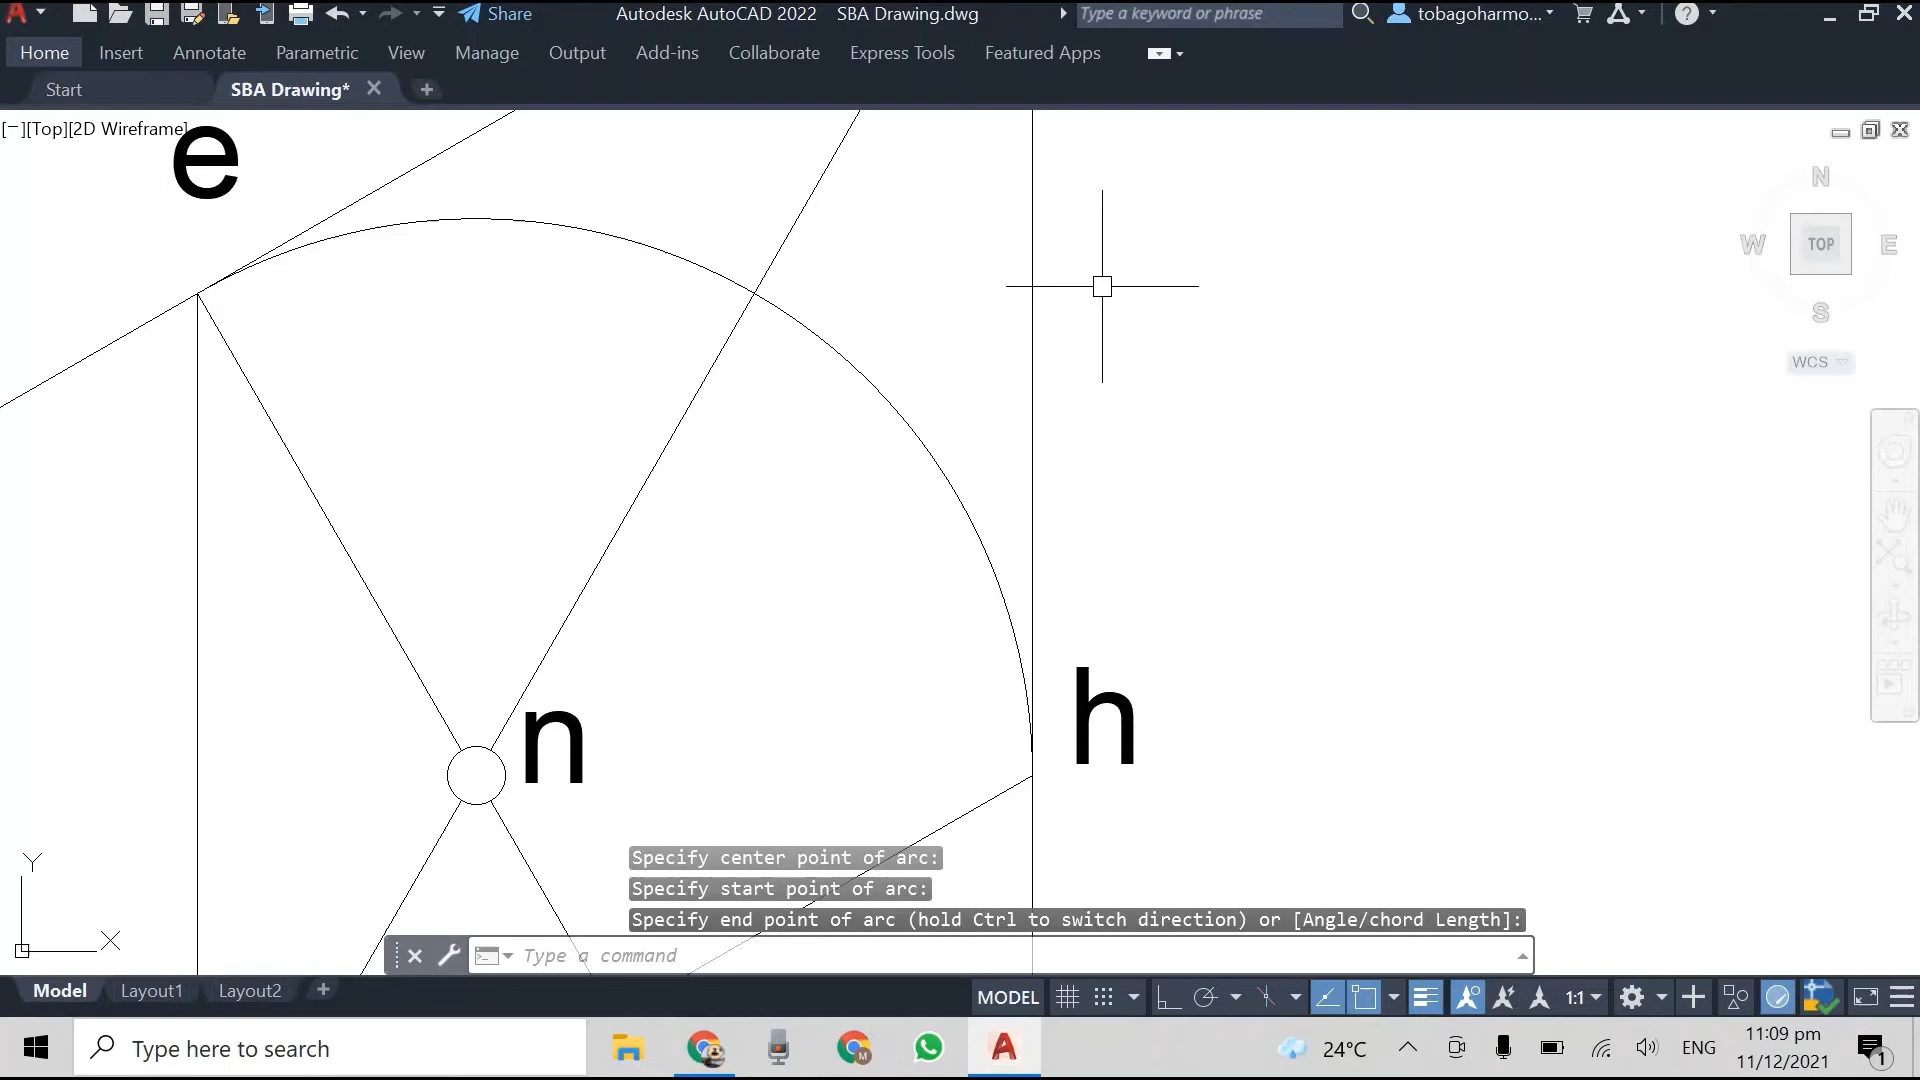 Share
Autodesk AutoCAD 2022 SBA Drawing.dwg
Type a keyword or phrase
tobagoharmo...
Home Insert Annotate Parametric View Manage Output Add-ins Collaborate Express Tools Featured Apps
Start
SBA Drawing*
[−][Top][2D Wireframe]
e
N
W TOP E
S
WCS
n
h
Y
X
Specify center point of arc:
Specify start point of arc:
Specify end point of arc (hold Ctrl to switch direction) or [Angle/chord Length]:
Type a command
Model Layout1 Layout2
MODEL
1:1
Type here to search
M
24°C
ENG
11:09 pm
11/12/2021
1